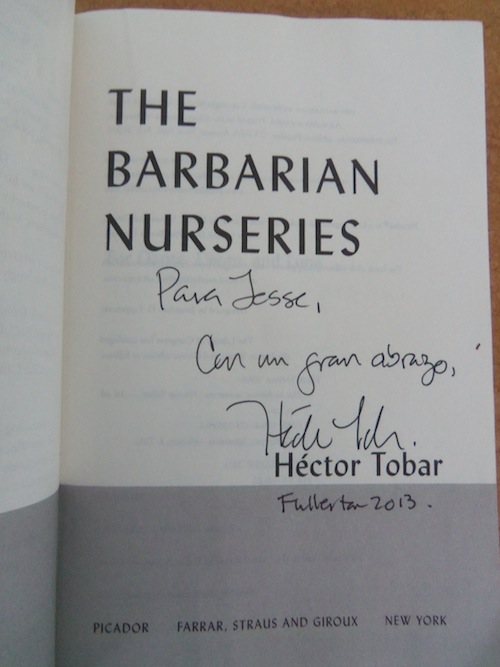 THE
BARBARIAN
NURSERIES
Para Jesse,
Con un gran abrazo,
Héctor Tobar
Fullerton 2013.
PICADOR FARRAR, STRAUS AND GIROUX NEW YORK